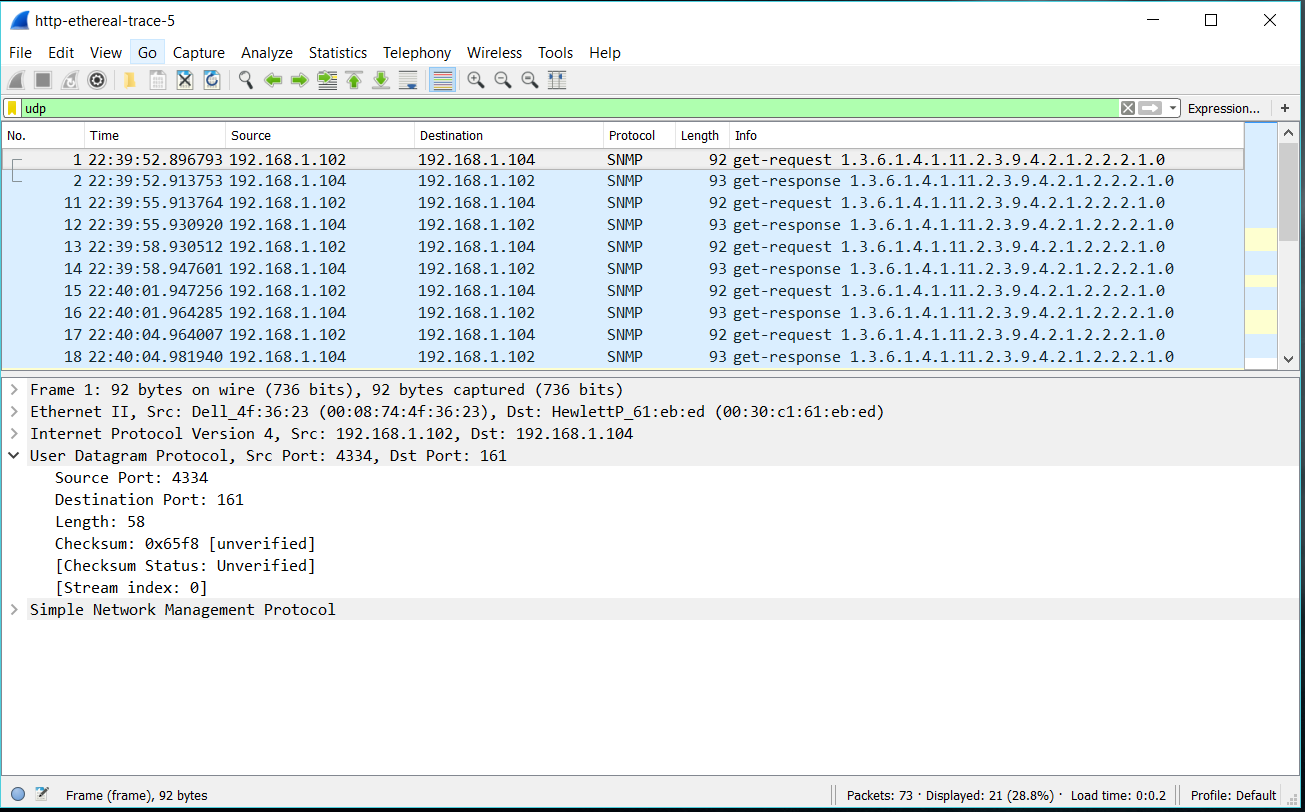 http-ethereal-trace-5
File Edit View Go Capture Analyze Statistics Telephony Wireless Tools Help
udp Expression... +
No. Time Source Destination Protocol Length Info
1 22:39:52.896793 192.168.1.102 192.168.1.104 SNMP 92 get-request 1.3.6.1.4.1.11.2.3.9.4.2.1.2.2.2.1.0
2 22:39:52.913753 192.168.1.104 192.168.1.102 SNMP 93 get-response 1.3.6.1.4.1.11.2.3.9.4.2.1.2.2.2.1.0
11 22:39:55.913764 192.168.1.102 192.168.1.104 SNMP 92 get-request 1.3.6.1.4.1.11.2.3.9.4.2.1.2.2.2.1.0
12 22:39:55.930920 192.168.1.104 192.168.1.102 SNMP 93 get-response 1.3.6.1.4.1.11.2.3.9.4.2.1.2.2.2.1.0
13 22:39:58.930512 192.168.1.102 192.168.1.104 SNMP 92 get-request 1.3.6.1.4.1.11.2.3.9.4.2.1.2.2.2.1.0
14 22:39:58.947601 192.168.1.104 192.168.1.102 SNMP 93 get-response 1.3.6.1.4.1.11.2.3.9.4.2.1.2.2.2.1.0
15 22:40:01.947256 192.168.1.102 192.168.1.104 SNMP 92 get-request 1.3.6.1.4.1.11.2.3.9.4.2.1.2.2.2.1.0
16 22:40:01.964285 192.168.1.104 192.168.1.102 SNMP 93 get-response 1.3.6.1.4.1.11.2.3.9.4.2.1.2.2.2.1.0
17 22:40:04.964007 192.168.1.102 192.168.1.104 SNMP 92 get-request 1.3.6.1.4.1.11.2.3.9.4.2.1.2.2.2.1.0
18 22:40:04.981940 192.168.1.104 192.168.1.102 SNMP 93 get-response 1.3.6.1.4.1.11.2.3.9.4.2.1.2.2.2.1.0
Frame 1: 92 bytes on wire (736 bits), 92 bytes captured (736 bits)
Ethernet II, Src: Dell_4f:36:23 (00:08:74:4f:36:23), Dst: HewlettP_61:eb:ed (00:30:c1:61:eb:ed)
Internet Protocol Version 4, Src: 192.168.1.102, Dst: 192.168.1.104
User Datagram Protocol, Src Port: 4334, Dst Port: 161
Source Port: 4334
Destination Port: 161
Length: 58
Checksum: 0x65f8 [unverified]
[Checksum Status: Unverified]
[Stream index: 0]
Simple Network Management Protocol
Frame (frame), 92 bytes Packets: 73 · Displayed: 21 (28.8%) · Load time: 0:0.2 Profile: Default